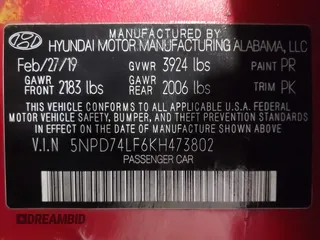 HYUNDAI MOTOR MANUFACTURING ALABAMA, LLC
Feb/27/19 GVWR 3924 lbs PAINT PR
GAWR FRONT 2183 lbs GAWR REAR 2006 lbs TRIM PK
THIS VEHICLE CONFORMS TO ALL APPLICABLE FEDERAL
MOTOR VEHICLE SAFETY, BUMPER, AND THEFT PREVENTION
STANDARDS IN EFFECT ON THE DATE OF MANUFACTURE SHOWN ABOVE.
V.I.N 5NPD74LF6KH473802
PASSENGER CAR
DREAMBID